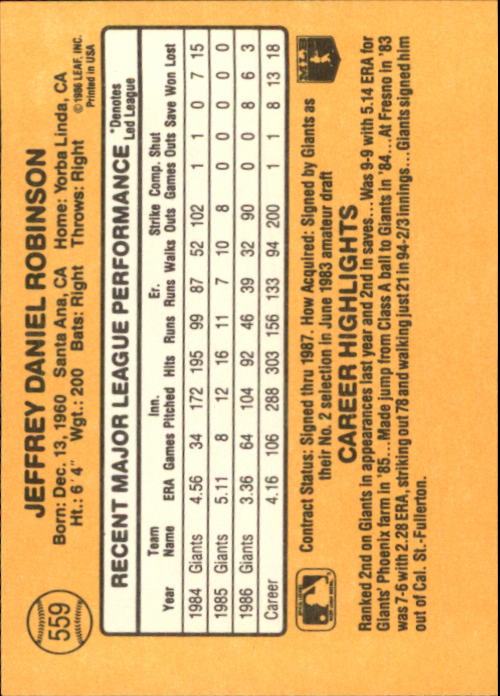 559
JEFFREY DANIEL ROBINSON
Born: Dec. 13, 1960 Santa Ana, CA Home: Yorba Linda, CA
Ht.: 6'4" Wgt.: 200 Bats: Right Throws: Right
©1986 LEAF, INC.
Printed in USA
RECENT MAJOR LEAGUE PERFORMANCE
*Denotes
Led League
Team Inn. Er. Strike Comp. Shut
Year Name ERA Games Pitched Hits Runs Runs Walks Outs Games Outs Save Won Lost
1984 Giants 4.56 34 172 195 99 87 52 102 1 1 0 7 15
1985 Giants 5.11 8 12 16 11 7 10 8 0 0 0 0 0
1986 Giants 3.36 64 104 92 46 39 32 90 0 0 8 6 3
Career 4.16 106 288 303 156 133 94 200 1 1 8 13 18
Contract Status: Signed thru 1987. How Acquired: Signed by Giants as
their No. 2 selection in June 1983 amateur draft
MLB
CAREER HIGHLIGHTS
Ranked 2nd on Giants in appearances last year and 2nd in saves...Was 9-9 with 5.14 ERA for
Giants' Phoenix farm in '85...Made jump from Class A ball to Giants in '84...At Fresno in '83
was 7-6 with 2.28 ERA, striking out 78 and walking just 21 in 94-2/3 innings...Giants signed him
out of Cal. St.-Fullerton.